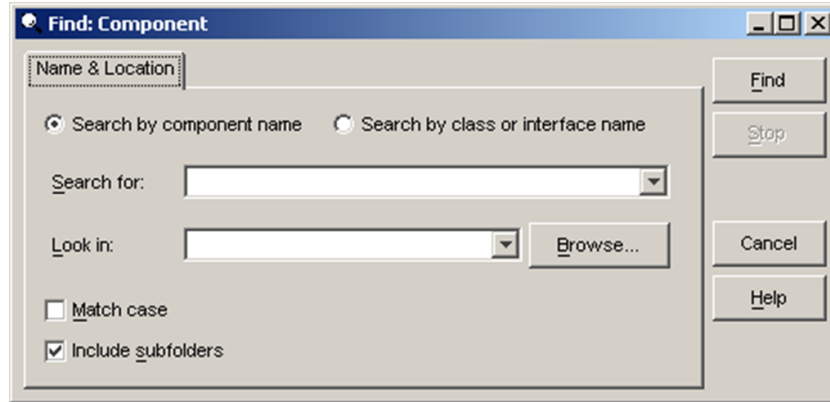 Find: Component
Name & Location
Find
Search by component name Search by class or interface name
Stop
Search for:
Look in: Browse... Cancel
Match case
Help
Include subfolders